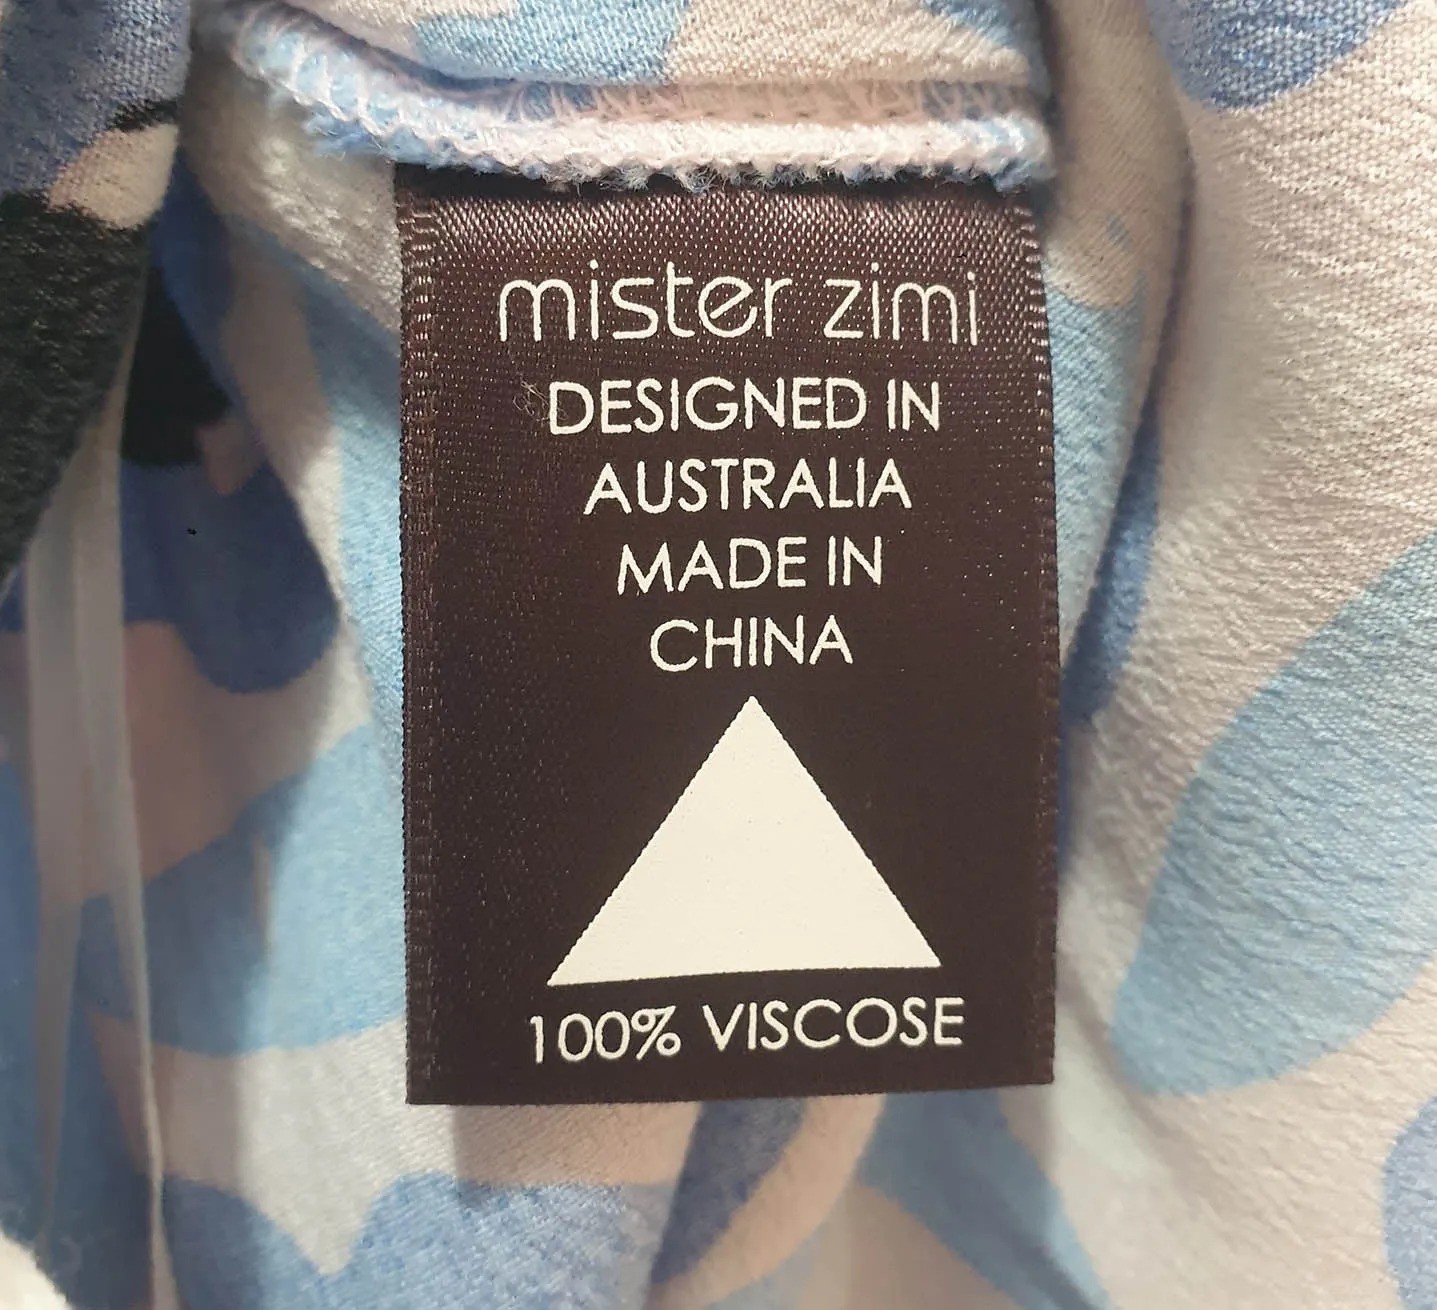 mister zimi
DESIGNED IN
AUSTRALIA
MADE IN
CHINA
100% VISCOSE